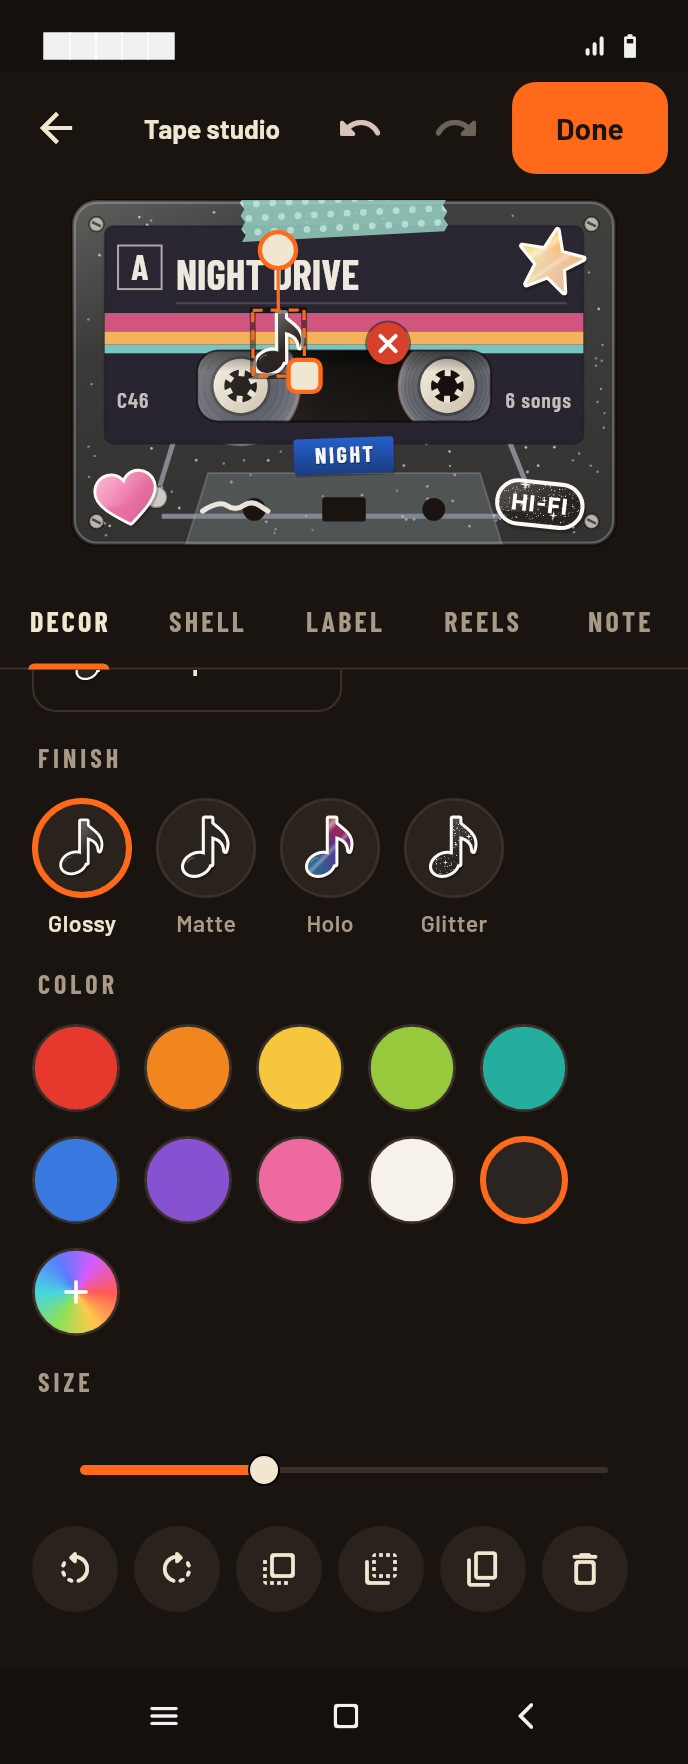 Tape studio
Done
A
NIGHT DRIVE
C46
6 songs
NIGHT
HI-FI
DECOR
SHELL
LABEL
REELS
NOTE
FINISH
Glossy
Matte
Holo
Glitter
COLOR
SIZE